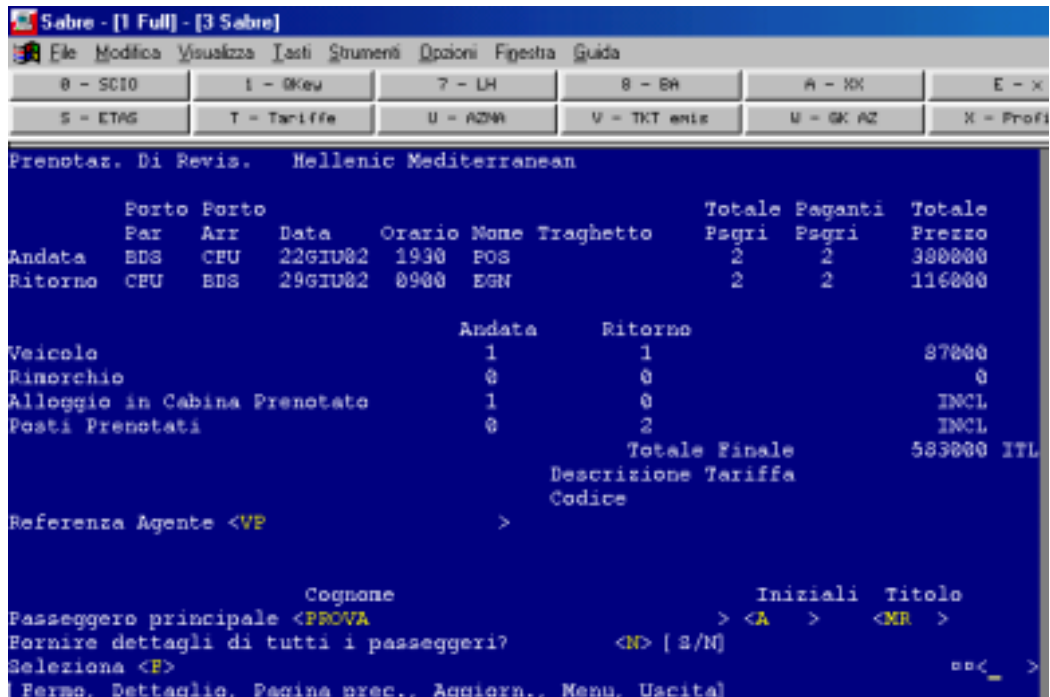 Sabre - [1 Full] - [3 Sabre]
File Modifica Visualizza Tasti Strumenti Opzioni Finestra Guida
0 - SCIO 1 - QKey 7 - LH 8 - BA A - XX E - x
S - ETAS T - Tariffe U - AZMA V - TKT emis W - GK AZ X - Profi
Prenotaz. Di Revis. Hellenic Mediterranean
Porto Porto Totale Paganti Totale
Par Arr Data Orario Nome Traghetto Psgri Psgri Prezzo
Andata BDS CFU 22GIU02 1930 POS 2 2 380000
Ritorno CFU BDS 29GIU02 0900 EGN 2 2 116000
Andata Ritorno
Veicolo 1 1 87000
Rimorchio 0 0 0
Alloggio in Cabina Prenotato 1 0 INCL
Posti Prenotati 0 2 INCL
Totale Finale 583000 ITL
Descrizione Tariffa
Codice
Referenza Agente <VP >
Cognome Iniziali Titolo
Passeggero principale <PROVA > <A > <MR >
Fornire dettagli di tutti i passeggeri? <N> [ S/N]
Seleziona <F> ¤¤<_ >
[ Fermo, Dettaglio, Pagina prec., Aggiorn., Menu, Uscita]